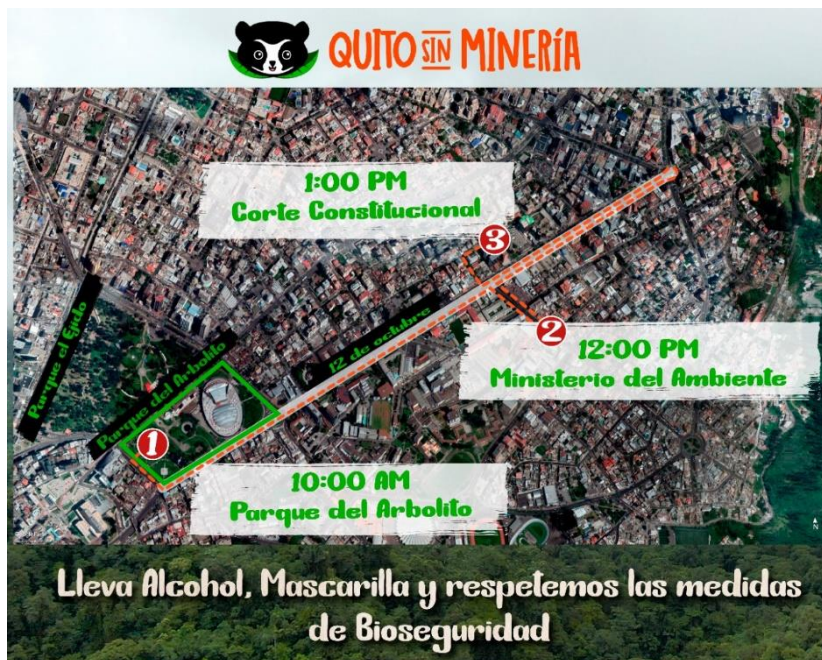 QUITO SIN MINERÍA
1:00 PM
Corte Constitucional
3
Parque el Ejido
Parque del Arbolito
12 de octubre
2
12:00 PM
Ministerio del Ambiente
1
10:00 AM
Parque del Arbolito
N
Lleva Alcohol, Mascarilla y respetemos las medidas
de Bioseguridad